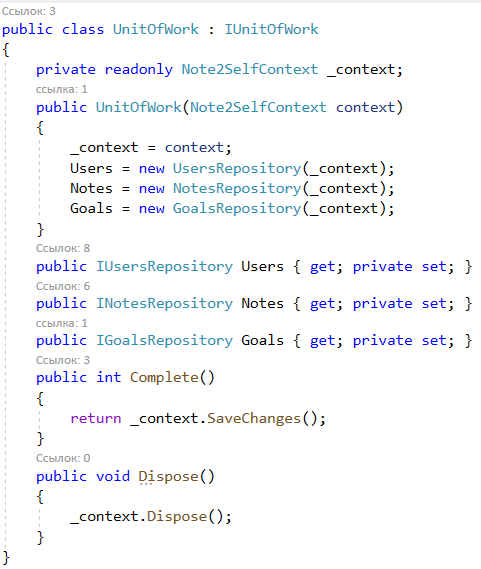 Ссылок: 3
public class UnitOfWork : IUnitOfWork
{
private readonly Note2SelfContext _context;
ссылка: 1
public UnitOfWork(Note2SelfContext context)
{
_context = context;
Users = new UsersRepository(_context);
Notes = new NotesRepository(_context);
Goals = new GoalsRepository(_context);
}
Ссылок: 8
public IUsersRepository Users { get; private set; }
Ссылок: 6
public INotesRepository Notes { get; private set; }
ссылка: 1
public IGoalsRepository Goals { get; private set; }
Ссылок: 3
public int Complete()
{
return _context.SaveChanges();
}
Ссылок: 0
public void Dispose()
{
_context.Dispose();
}
}